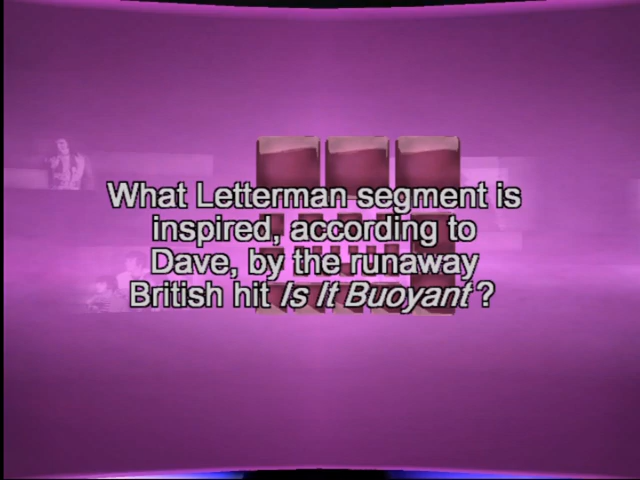 What Letterman segment is
inspired, according to
Dave, by the runaway
British hit Is It Buoyant?